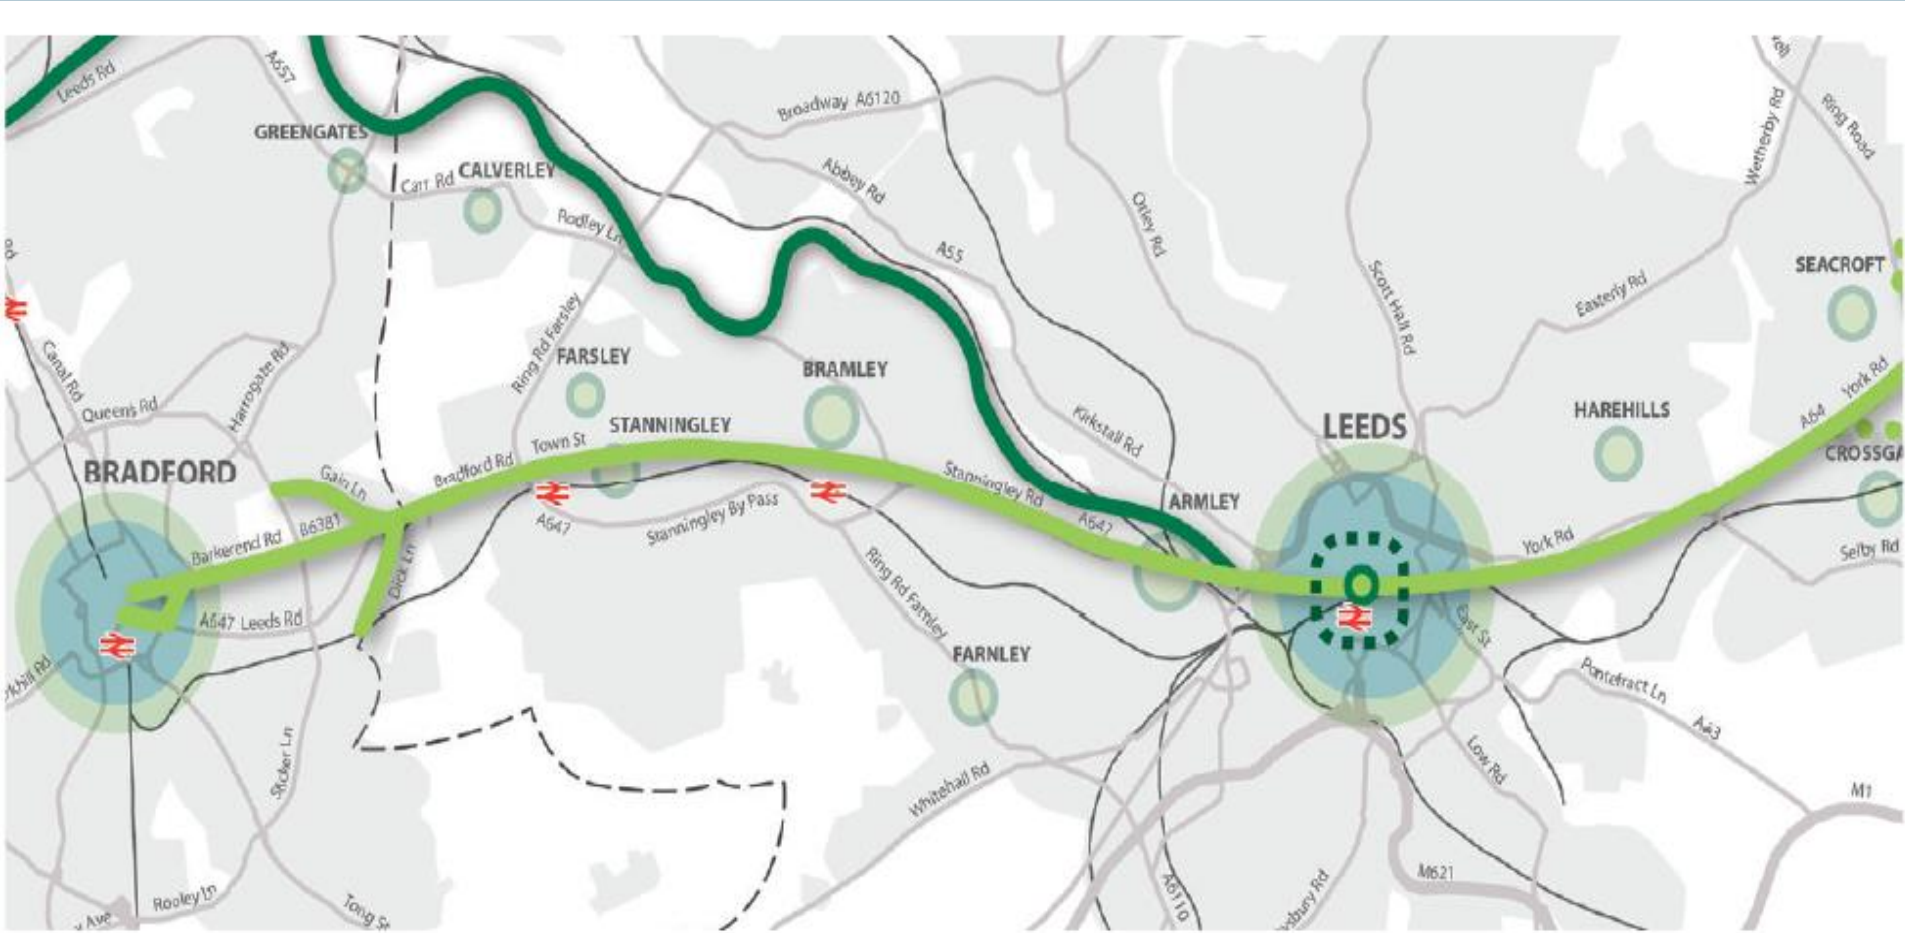 Leeds Rd
A657
GREENGATES
Carr Rd
CALVERLEY
Rodley Ln
Broadway A6120
Abbey Rd
A55
Otley Rd
Scott Hall Rd
Wetherby Rd
Ring Road
Easterly Rd
SEACROFT
Canal Rd
Queens Rd
Harrogate Rd
Ring Rd Farsley
FARSLEY
BRAMLEY
STANNINGLEY
Town St
Bradford Rd
Kirkstall Rd
LEEDS
HAREHILLS
York Rd
A64
CROSSGA
BRADFORD
Gain Ln
Barkerend Rd
B6381
Dick Ln
A647 Leeds Rd
A647
Stanningley By Pass
Stanningley Rd
A647
ARMLEY
York Rd
Selby Rd
Ring Rd Farnley
FARNLEY
East St
Pontefract Ln
A63
Low Rd
M1
Sticker Ln
Whitehall Rd
M621
A6110
Rooley Ln
Tong St
Ave